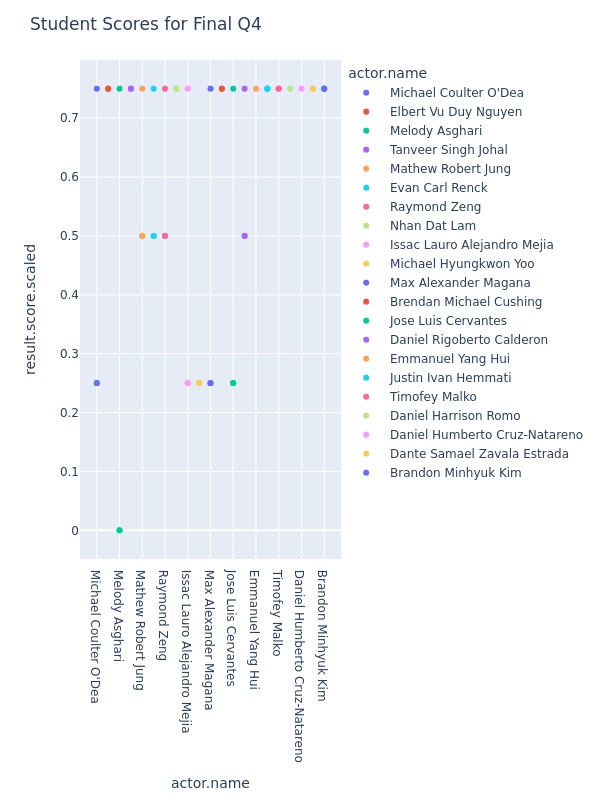 Student Scores for Final Q4
actor.name
Michael Coulter O'Dea
Elbert Vu Duy Nguyen
Melody Asghari
Tanveer Singh Johal
Mathew Robert Jung
Evan Carl Renck
Raymond Zeng
Nhan Dat Lam
Issac Lauro Alejandro Mejia
Michael Hyungkwon Yoo
Max Alexander Magana
Brendan Michael Cushing
Jose Luis Cervantes
Daniel Rigoberto Calderon
Emmanuel Yang Hui
Justin Ivan Hemmati
Timofey Malko
Daniel Harrison Romo
Daniel Humberto Cruz-Natareno
Dante Samael Zavala Estrada
Brandon Minhyuk Kim
result.score.scaled
0.7
0.6
0.5
0.4
0.3
0.2
0.1
0
Michael Coulter O'Dea
Melody Asghari
Mathew Robert Jung
Raymond Zeng
Issac Lauro Alejandro Mejia
Max Alexander Magana
Jose Luis Cervantes
Emmanuel Yang Hui
Timofey Malko
Daniel Humberto Cruz-Natareno
Brandon Minhyuk Kim
actor.name